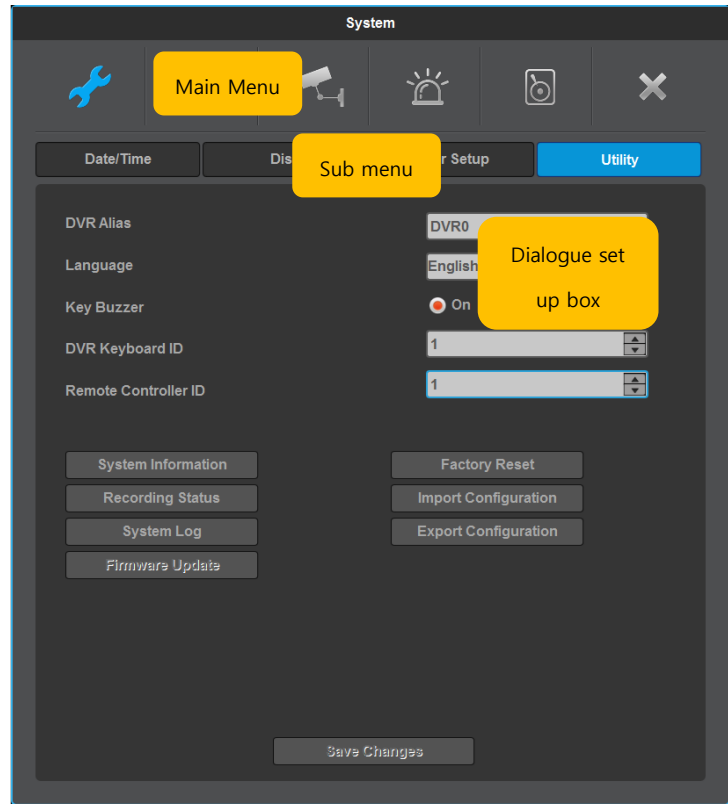 System
Main Menu
Date/Time
Sub menu
Setup
Utility
DVR Alias
DVR0
Dialogue set
up box
Language
English
Key Buzzer
On
DVR Keyboard ID
1
Remote Controller ID
1
System Information
Factory Reset
Recording Status
Import Configuration
System Log
Export Configuration
Firmware Update
Save Changes